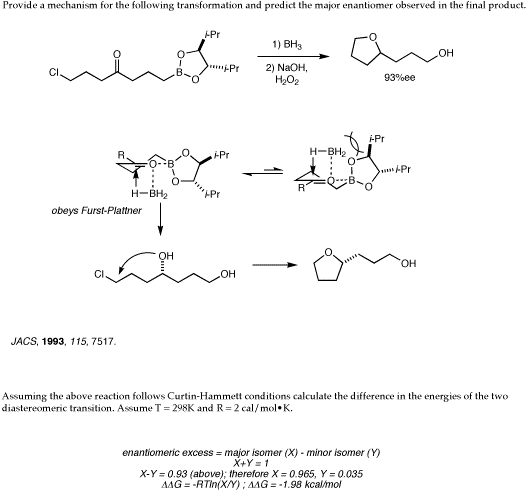 Provide a mechanism for the following transformation and predict the major enantiomer observed in the final product.
Cl
O
B
O
O
i-Pr
i-Pr
1) BH3
2) NaOH,
H2O2
O
OH
93%ee
R
O
B
O
O
i-Pr
i-Pr
H
BH2
obeys Furst-Plattner
H
BH2
R
O
B
O
O
i-Pr
i-Pr
Cl
OH
OH
O
OH
JACS, 1993, 115, 7517.
Assuming the above reaction follows Curtin-Hammett conditions calculate the difference in the energies of the two
diastereomeric transition. Assume T = 298K and R = 2 cal/mol•K.
enantiomeric excess = major isomer (X) - minor isomer (Y)
X+Y = 1
X-Y = 0.93 (above); therefore X = 0.965, Y = 0.035
ΔΔG = -RTln(X/Y) ; ΔΔG = -1.98 kcal/mol